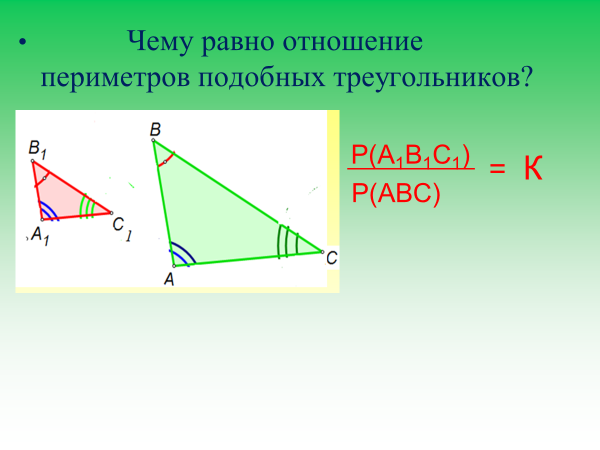 • Чему равно отношение
периметров подобных треугольников?
B
B₁
A₁
C₁
A
C
P(A₁B₁C₁)
P(ABC)
= К